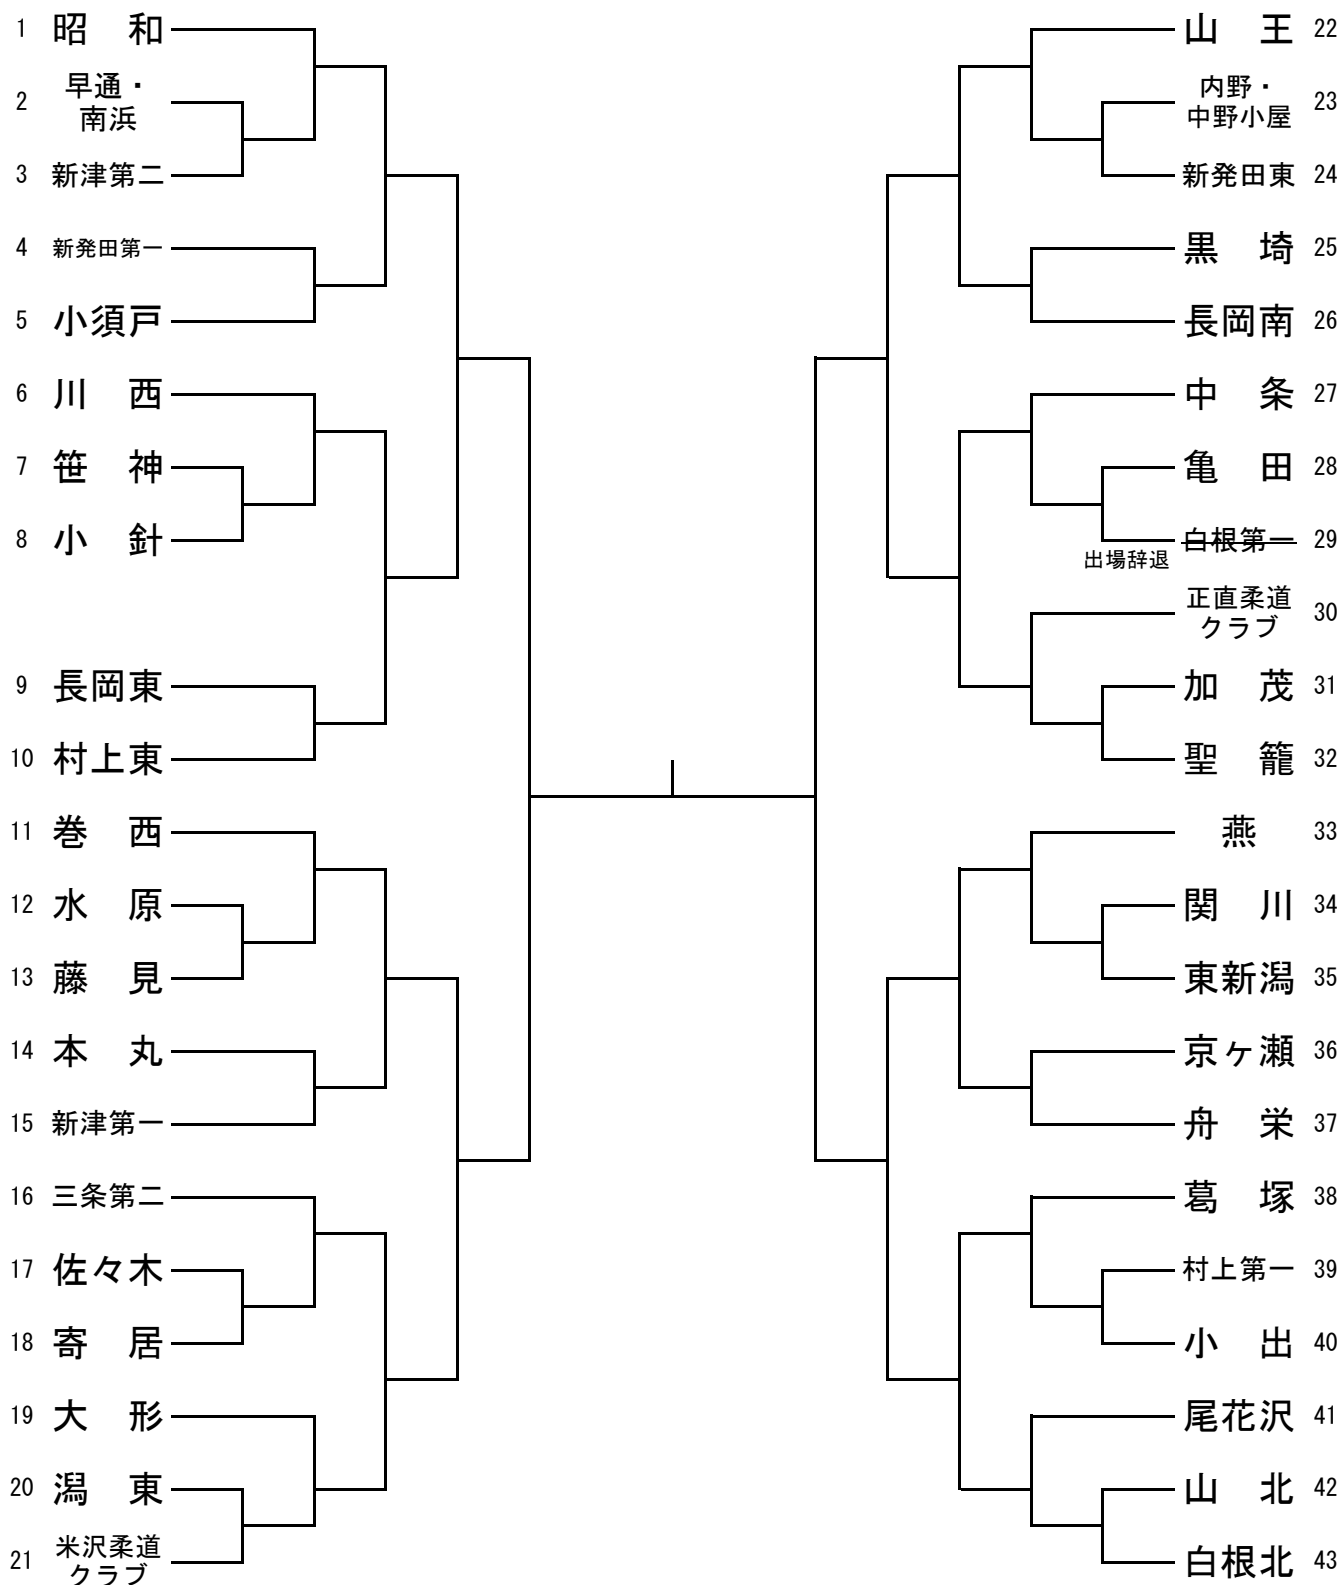 1 昭和
2 早通・
南浜
3 新津第二
4 新発田第一
5 小須戸
6 川西
7 笹神
8 小針
9 長岡東
10 村上東
11 巻西
12 水原
13 藤見
14 本丸
15 新津第一
16 三条第二
17 佐々木
18 寄居
19 大形
20 潟東
21 米沢柔道
クラブ
山王 22
内野・
中野小屋 23
新発田東 24
黒埼 25
長岡南 26
中条 27
亀田 28
白根第一 29
出場辞退
正直柔道
クラブ 30
加茂 31
聖籠 32
燕 33
関川 34
東新潟 35
京ヶ瀬 36
舟栄 37
葛塚 38
村上第一 39
小出 40
尾花沢 41
山北 42
白根北 43